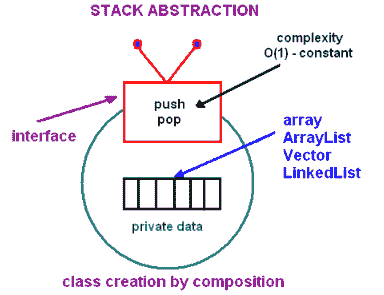 STACK ABSTRACTION
complexity
O(1) - constant
push
pop
interface
array
ArrayList
Vector
LinkedList
private data
class creation by composition